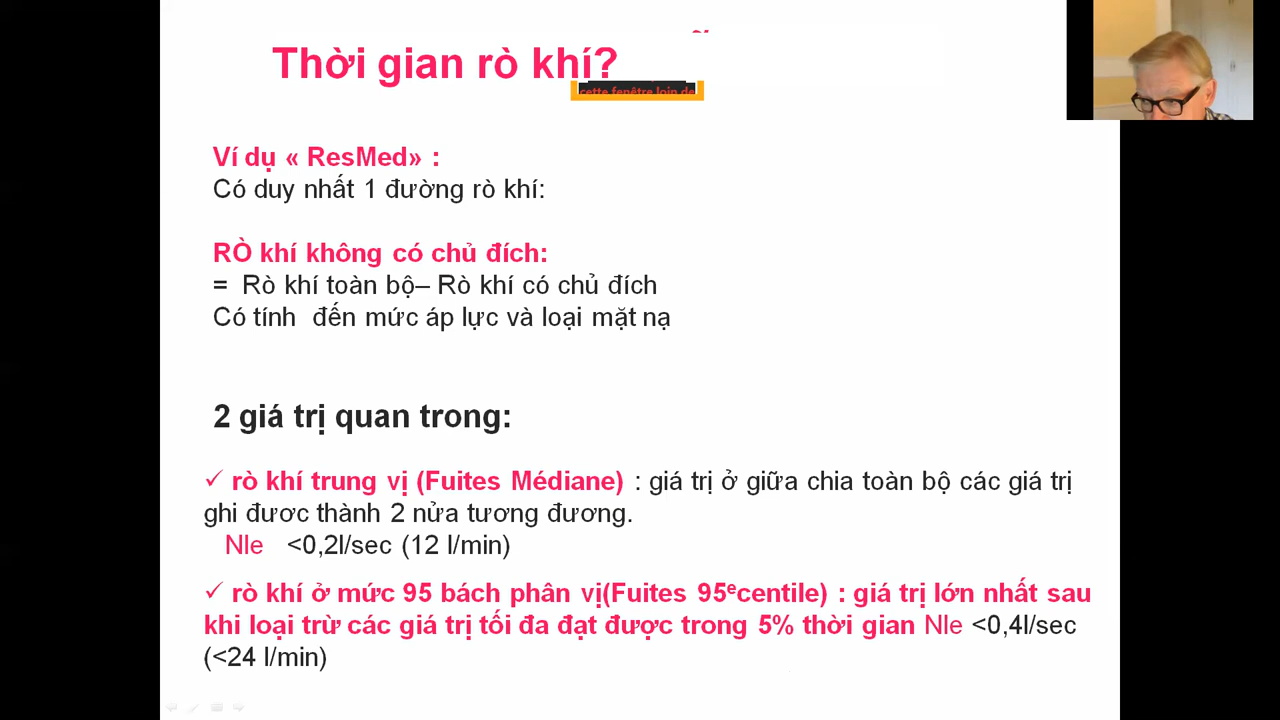 Thời gian rò khí?
cette fenêtre loin de
Ví dụ « ResMed» :
Có duy nhất 1 đường rò khí:
RÒ khí không có chủ đích:
= Rò khí toàn bộ– Rò khí có chủ đích
Có tính đến mức áp lực và loại mặt nạ
2 giá trị quan trong:
✓ rò khí trung vị (Fuites Médiane) : giá trị ở giữa chia toàn bộ các giá trị
ghi đươc thành 2 nửa tương đương.
Nle <0,2l/sec (12 l/min)
✓ rò khí ở mức 95 bách phân vị(Fuites 95ᵉcentile) : giá trị lớn nhất sau
khi loại trừ các giá trị tối đa đạt được trong 5% thời gian Nle <0,4l/sec
(<24 l/min)